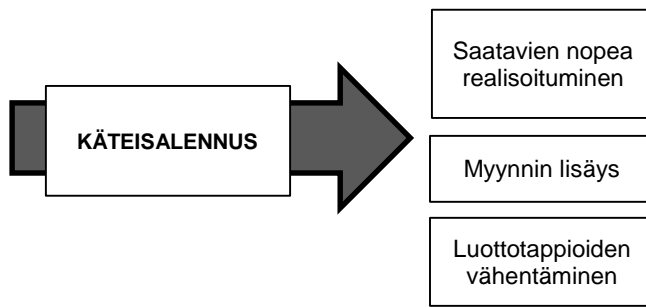 KÄTEISALENNUS
Saatavien nopea
realisoituminen
Myynnin lisäys
Luottotappioiden
vähentäminen